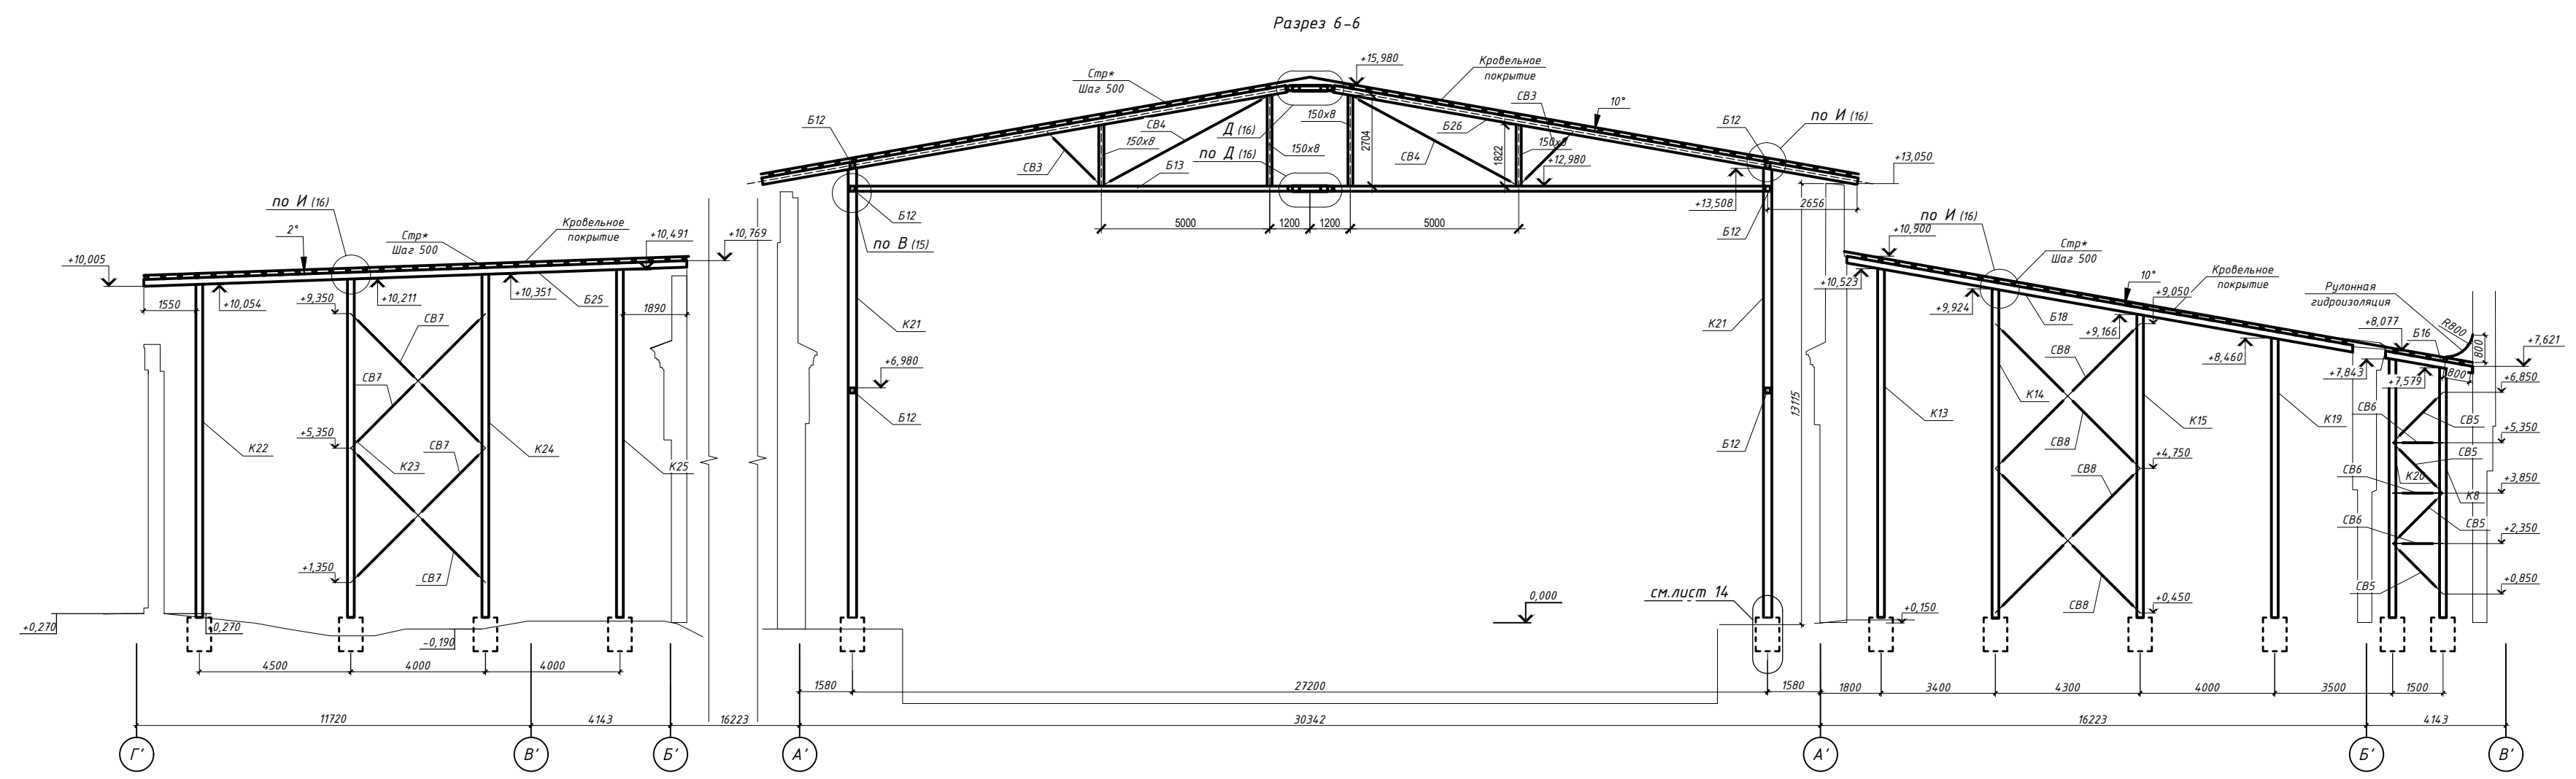 Разрез 6-6
+15,980
Стр*
Шаг 500
Кровельное
покрытие
СВ3
10°
Б12
СВ4
150х8
Д (16)
2704
Б26
Б12
по И (16)
150х8
150х8
по Д (16)
СВ4
1822
150х8
+12,980
+13,050
СВ3
Б13
по И (16)
2°
Стр*
Шаг 500
Кровельное
покрытие
+10,491
+10,769
Б12
по В (15)
5000
1200
1200
5000
+13,508
2656
Б12
по И (16)
+10,900
Стр*
Шаг 500
+10,005
1550
+10,054
+9,350
+10,211
+10,351
Б25
1890
+10,523
10°
Кровельное
покрытие
Рулонная
гидроизоляция
+9,924
Б18
+9,050
+9,166
+8,460
+8,077
Б16
R800
800
+7,621
СВ7
К21
К21
+7,843
+7,579
800
+6,850
СВ7
+6,980
Б12
13115
К13
К14
СВ8
К15
К19
СВ6
СВ5
+5,350
К22
+5,350
К23
СВ7
К24
К25
Б12
СВ8
+4,750
СВ8
СВ6
К20
СВ5
+3,850
К8
СВ6
СВ5
+2,350
+1,350
СВ7
0,000
см.лист 14
СВ8
+0,450
+0,150
СВ5
+0,850
+0,270
+0,270
-0,190
4500
4000
4000
1580
27200
1580
1800
3400
4300
4000
3500
1500
11720
4143
16223
30342
16223
4143
Г'
В'
Б'
А'
А'
Б'
В'